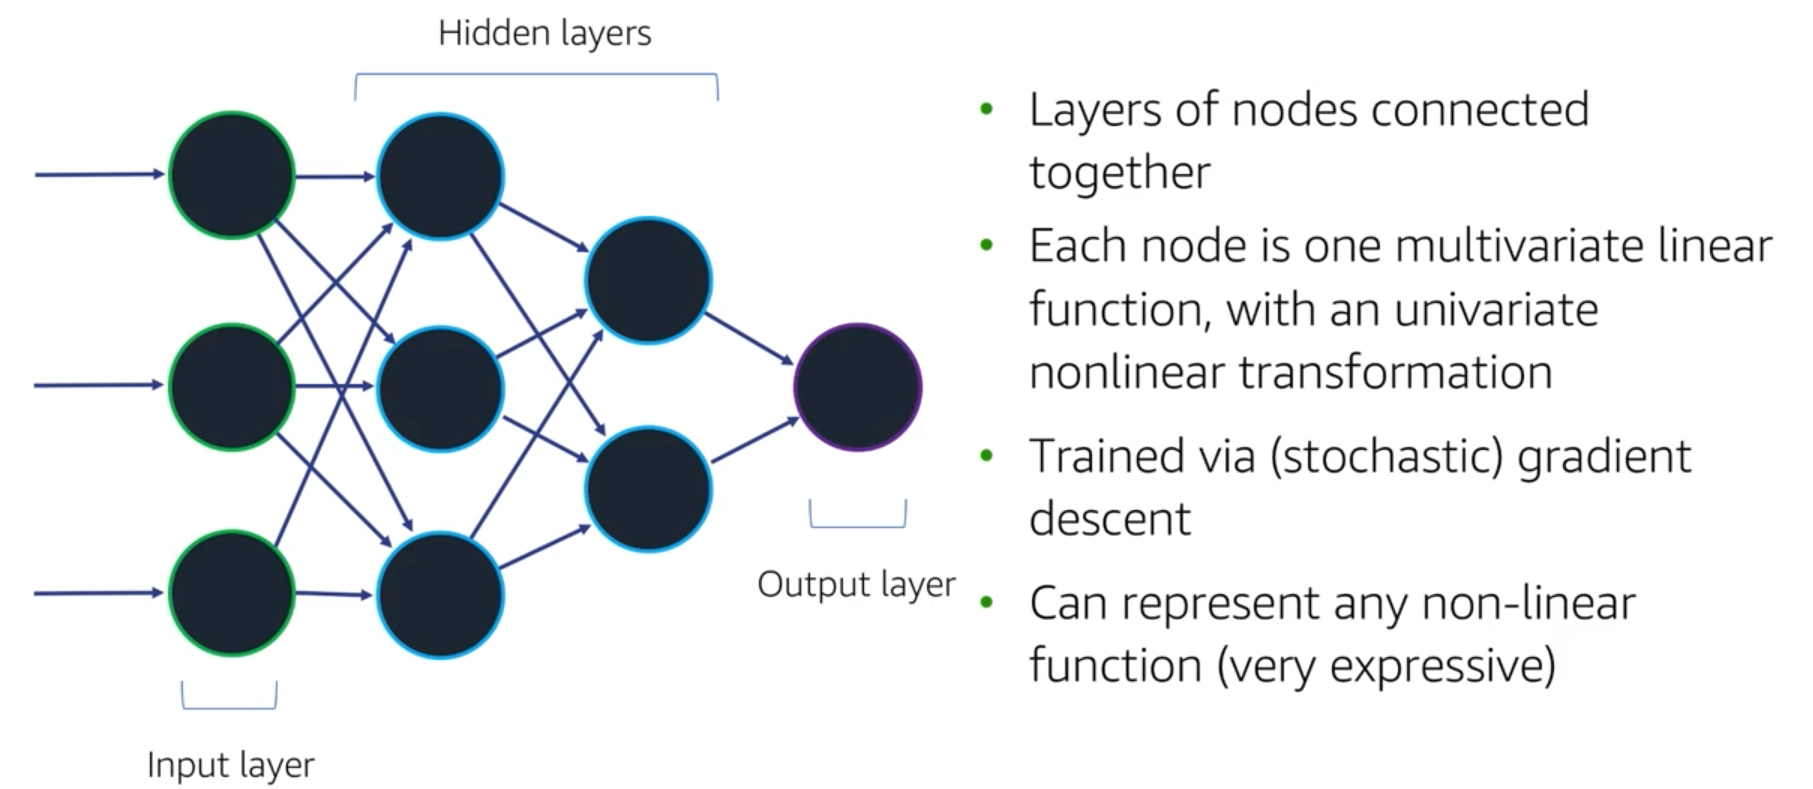 Hidden layers
Input layer
Output layer
• Layers of nodes connected
together
• Each node is one multivariate linear
function, with an univariate
nonlinear transformation
• Trained via (stochastic) gradient
descent
• Can represent any non-linear
function (very expressive)